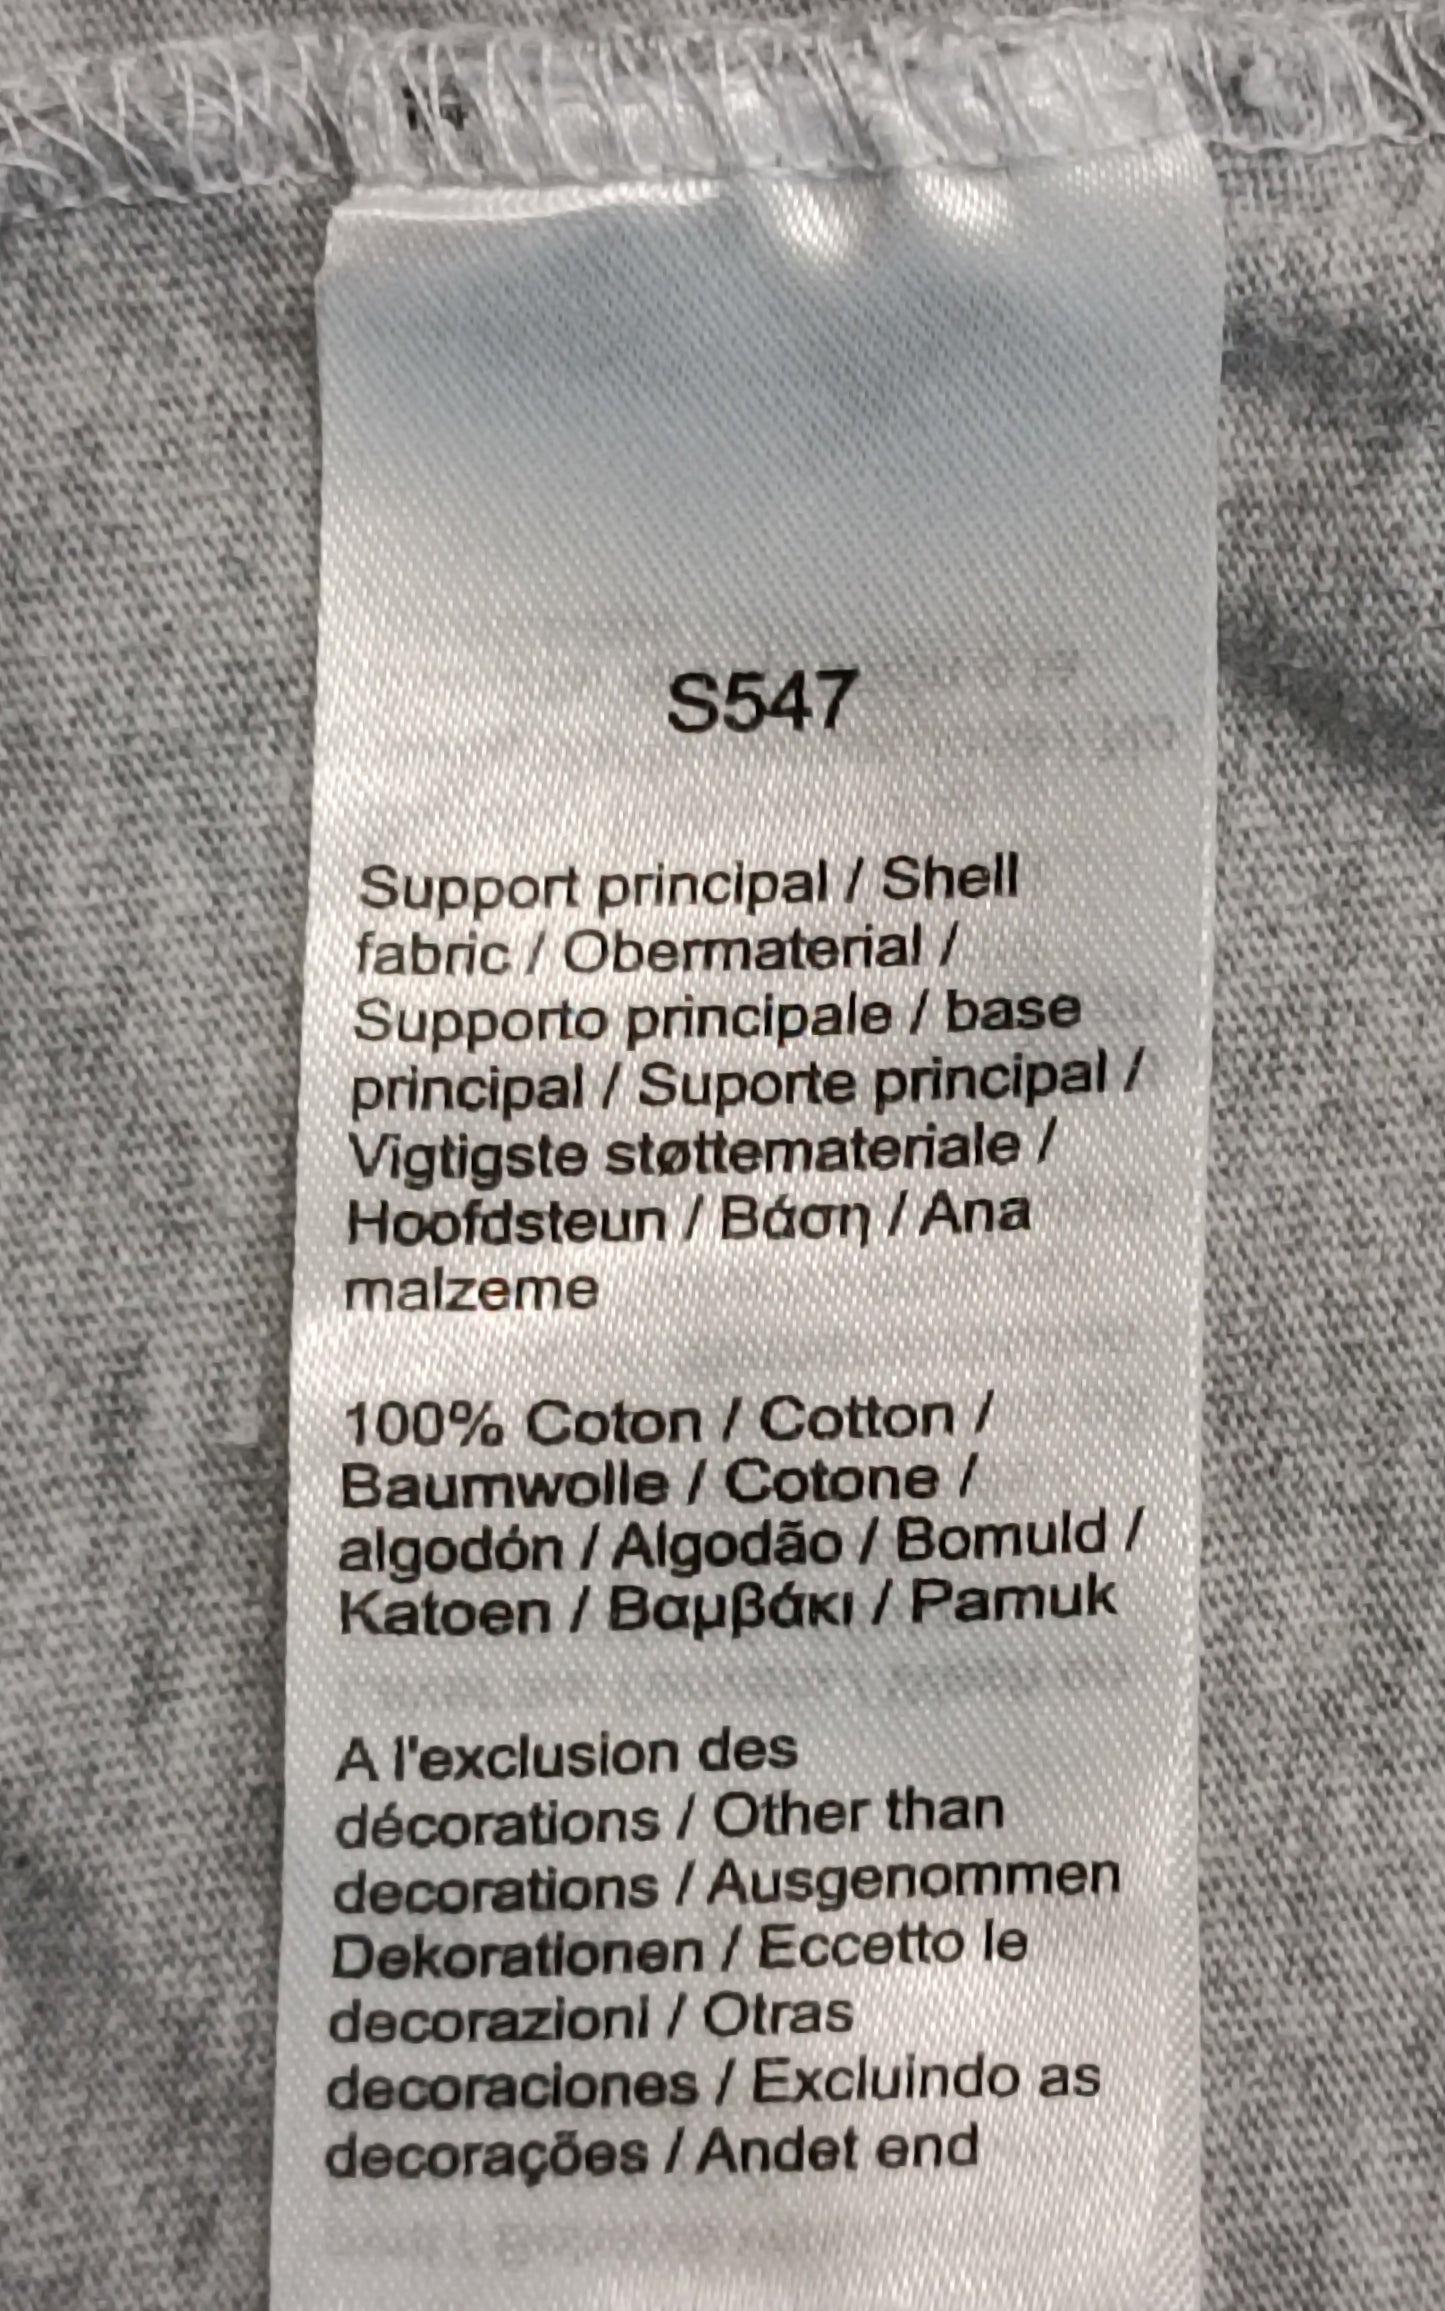 S547
Support principal / Shell
fabric / Obermaterial /
Supporto principale / base
principal / Suporte principal /
Vigtigste støttemateriale /
Hoofdsteun / Βάση / Ana
malzeme
100% Coton / Cotton /
Baumwolle / Cotone /
algodón / Algodão / Bomuld /
Katoen / Βαμβάκι / Pamuk
A l'exclusion des
décorations / Other than
decorations / Ausgenommen
Dekorationen / Eccetto le
decorazioni / Otras
decoraciones / Excluindo as
decorações / Andet end